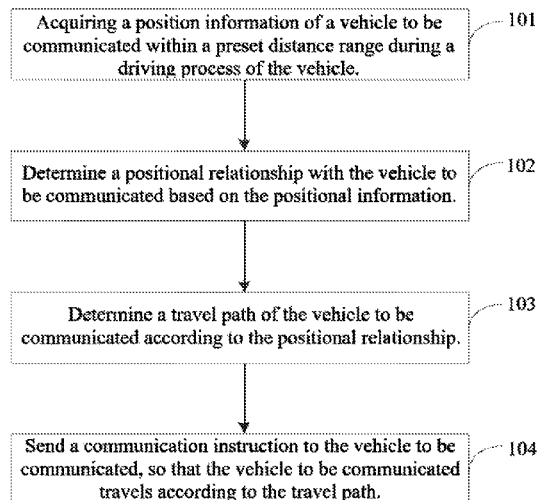 Acquiring a position information of a vehicle to be
communicated within a preset distance range during a
driving process of the vehicle.
101
Determine a positional relationship with the vehicle to
be communicated based on the positional information.
102
Determine a travel path of the vehicle to be
communicated according to the positional relationship.
103
Send a communication instruction to the vehicle to be
communicated, so that the vehicle to be communicated
travels according to the travel path.
104